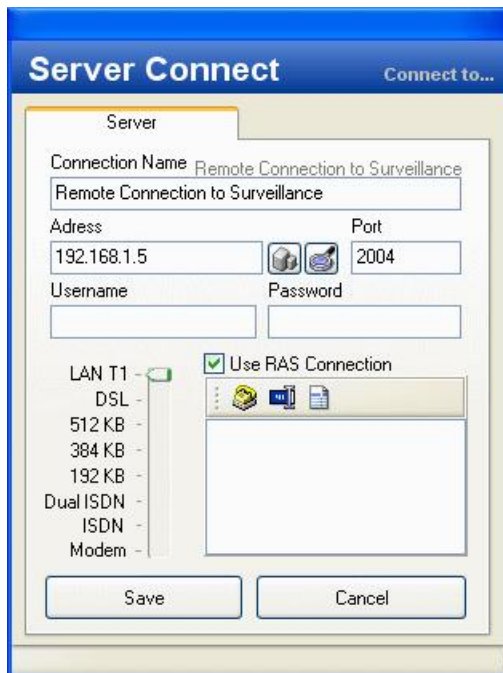 Server Connect
Connect to...
Server
Connection Name Remote Connection to Surveillance
Remote Connection to Surveillance
Adress Port
192.168.1.5 2004
Username Password
Use RAS Connection
LAN T1
DSL
512 KB
384 KB
192 KB
Dual ISDN
ISDN
Modem
Save Cancel